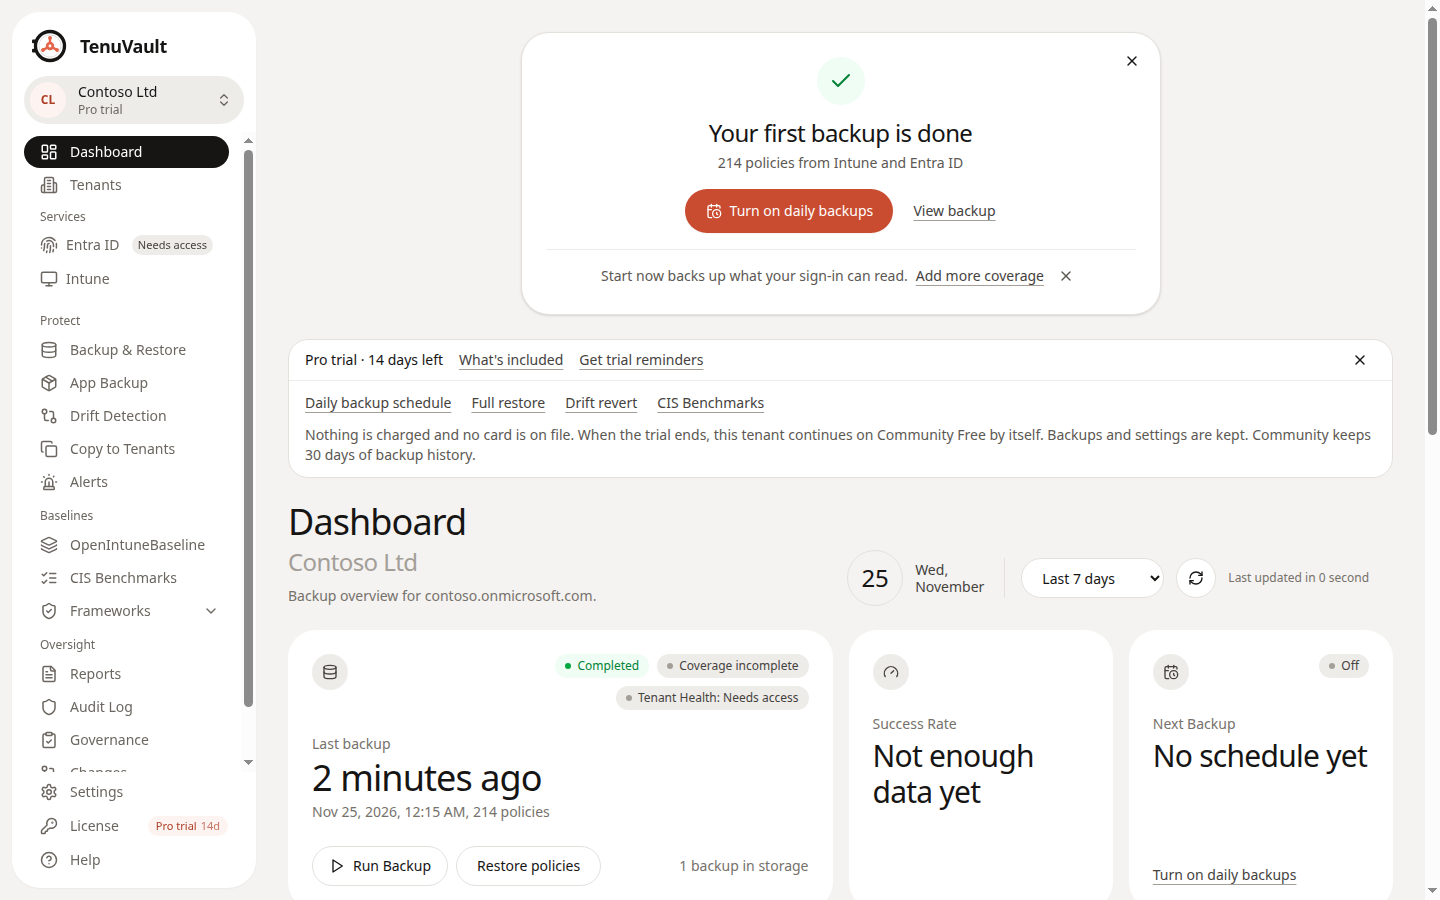 TenuVault
CL
Contoso Ltd
Pro trial
Dashboard
Tenants
Services
Entra ID
Needs access
Intune
Protect
Backup & Restore
App Backup
Drift Detection
Copy to Tenants
Alerts
Baselines
OpenIntuneBaseline
CIS Benchmarks
Frameworks
Oversight
Reports
Audit Log
Governance
Changes
Settings
License
Pro trial 14d
Help
Your first backup is done
214 policies from Intune and Entra ID
Turn on daily backups
View backup
Start now backs up what your sign-in can read. Add more coverage
Pro trial · 14 days left What's included Get trial reminders
Daily backup schedule Full restore Drift revert CIS Benchmarks
Nothing is charged and no card is on file. When the trial ends, this tenant continues on Community Free by itself. Backups and settings are kept. Community keeps
30 days of backup history.
Dashboard
Contoso Ltd
Backup overview for contoso.onmicrosoft.com.
25
Wed,
November
Last 7 days
Last updated in 0 second
Completed
Coverage incomplete
Tenant Health: Needs access
Last backup
2 minutes ago
Nov 25, 2026, 12:15 AM, 214 policies
Run Backup
Restore policies
1 backup in storage
Success Rate
Not enough
data yet
Off
Next Backup
No schedule yet
Turn on daily backups